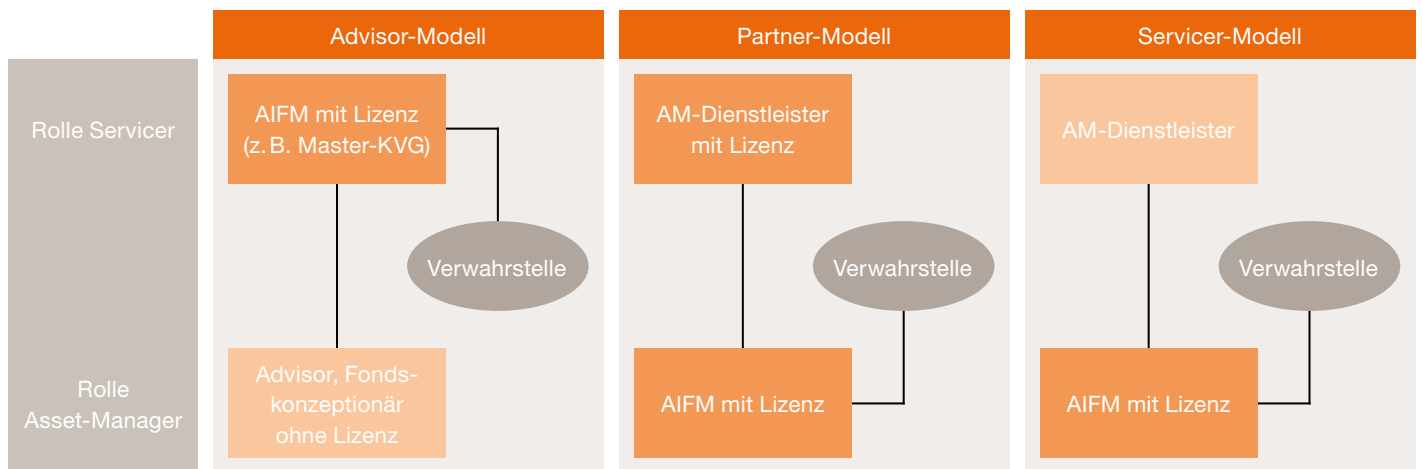 Advisor-Modell
Partner-Modell
Servicer-Modell
Rolle Servicer
AIFM mit Lizenz
(z. B. Master-KVG)
AM-Dienstleister
mit Lizenz
AM-Dienstleister
Verwahrstelle
Verwahrstelle
Verwahrstelle
Rolle
Asset-Manager
Advisor, Fonds-
konzeptionär
ohne Lizenz
AIFM mit Lizenz
AIFM mit Lizenz